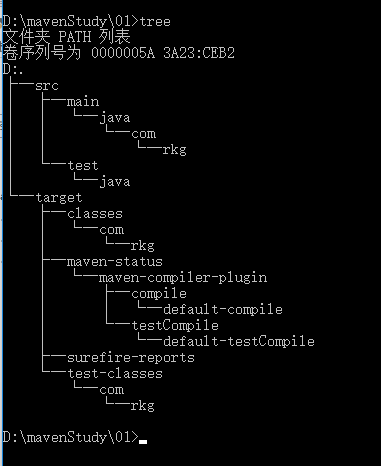 D:\mavenStudy\01>tree
文件夹 PATH 列表
卷序列号为 0000005A 3A23:CEB2
D:.
├─src
│  ├─main
│  │  └─java
│  │      └─com
│  │          └─rkg
│  └─test
│      └─java
└─target
    ├─classes
    │  └─com
    │      └─rkg
    ├─maven-status
    │  └─maven-compiler-plugin
    │      ├─compile
    │      │  └─default-compile
    │      └─testCompile
    │          └─default-testCompile
    ├─surefire-reports
    └─test-classes
        └─com
            └─rkg
D:\mavenStudy\01>